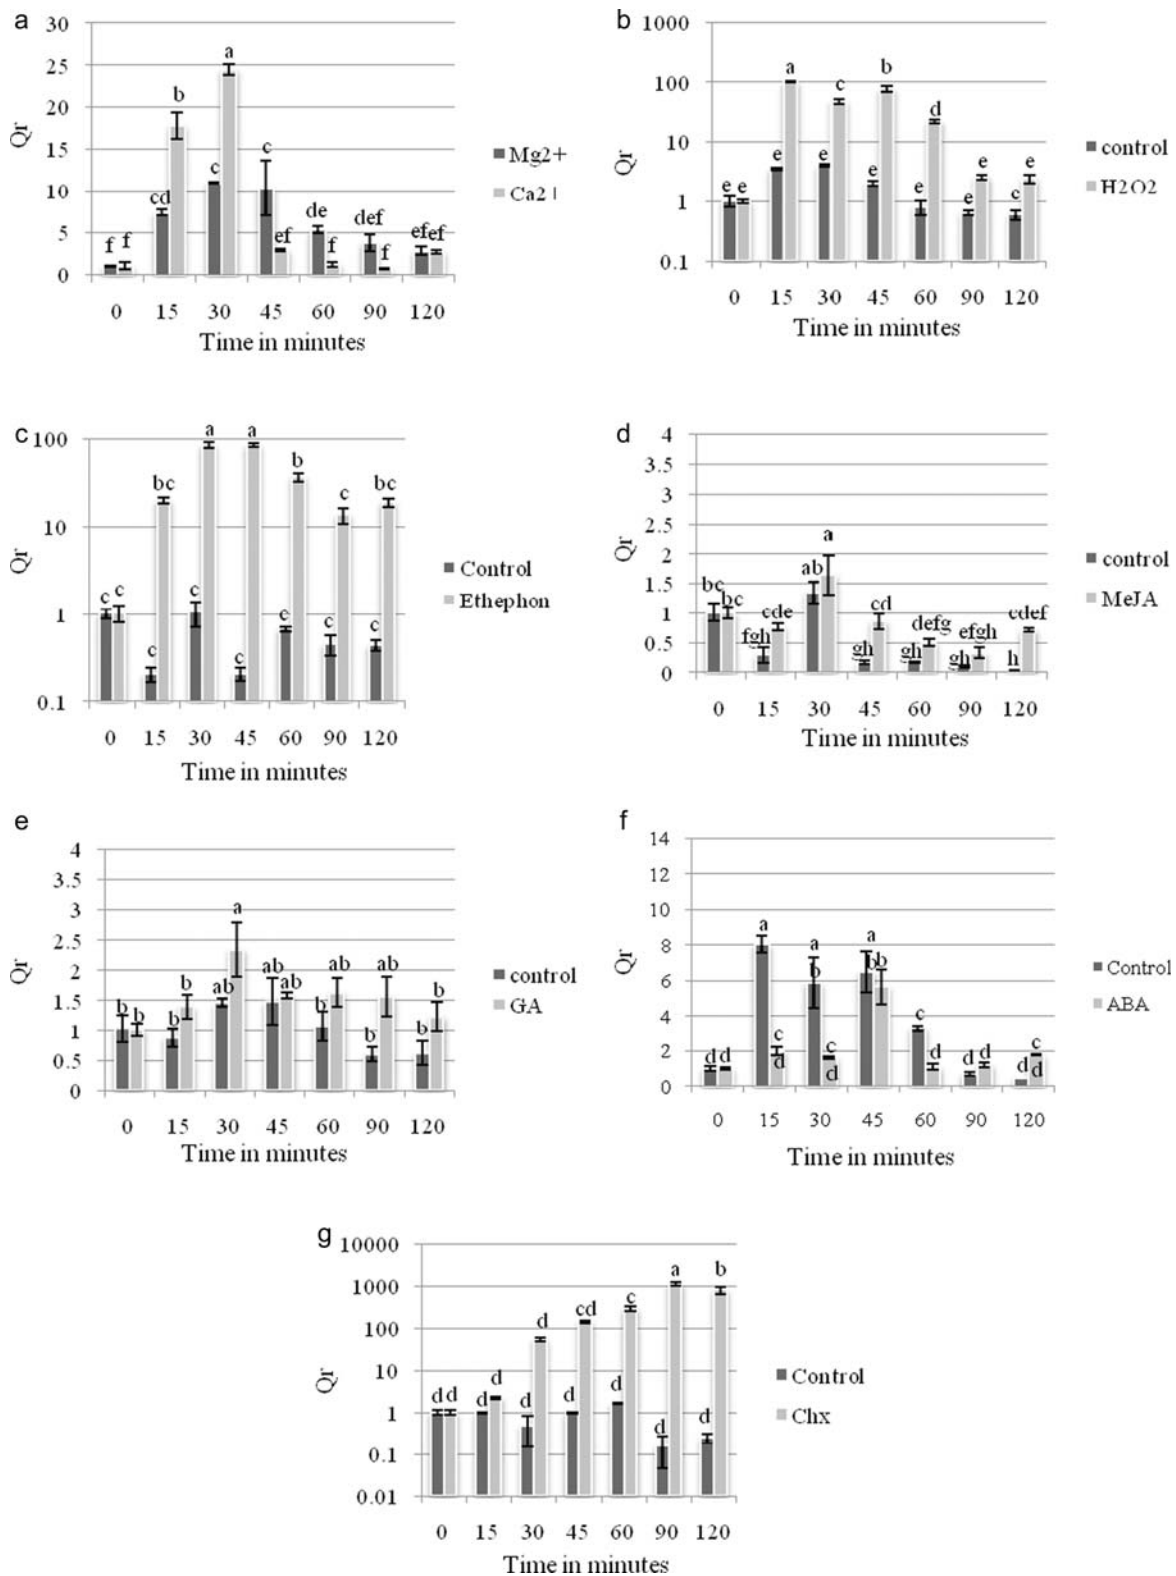 a
30
25
20
15
10
5
0
Qr
f f cd b c a c ef de f def f ef ef
0 15 30 45 60 90 120
Time in minutes
Mg2+
Ca2+
b
1000
100
10
1
0.1
Qr
e e e a e c e b e d e e c e
0 15 30 45 60 90 120
Time in minutes
control
H2O2
c
100
10
1
0.1
Qr
c c c bc c a c a c b c c c bc
0 15 30 45 60 90 120
Time in minutes
Control
Ethephon
d
4
3.5
3
2.5
2
1.5
1
0.5
0
Qr
bc bc fgh cde ab a gh cd gh defg gh efgh h cdef
0 15 30 45 60 90 120
Time in minutes
control
MeJA
e
4
3.5
3
2.5
2
1.5
1
0.5
0
Qr
b b b b ab a ab ab b ab b ab b b
0 15 30 45 60 90 120
Time in minutes
control
GA
f
14
12
10
8
6
4
2
0
Qr
d d a c d a b c d a b b c d d d d c d
0 15 30 45 60 90 120
Time in minutes
Control
ABA
g
10000
1000
100
10
1
0.1
0.01
Qr
d d d d d d d cd d c d a d b
0 15 30 45 60 90 120
Time in minutes
Control
Chx